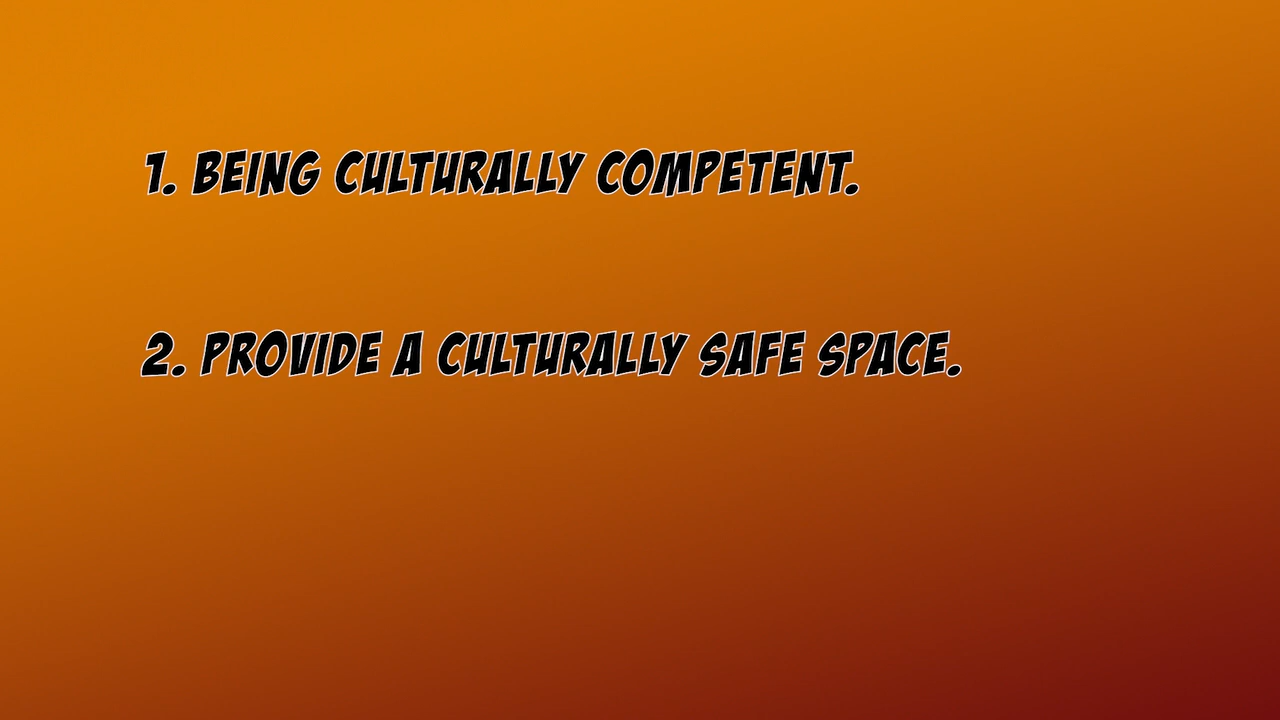 1. BEING CULTURALLY COMPETENT.
2. PROVIDE A CULTURALLY SAFE SPACE.